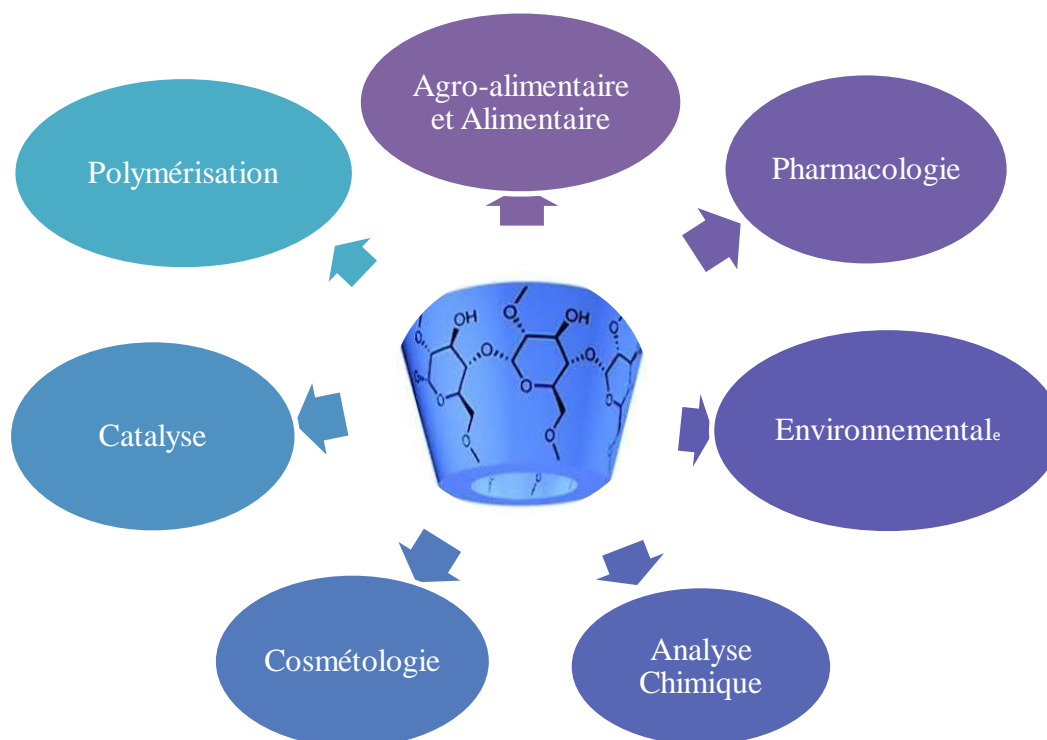 Agro-alimentaire
et Alimentaire
Polymérisation
Pharmacologie
OH
OH
O
O
O
O
O
O
O
O
O
O
Catalyse
Environnementale
Cosmétologie
Analyse
Chimique